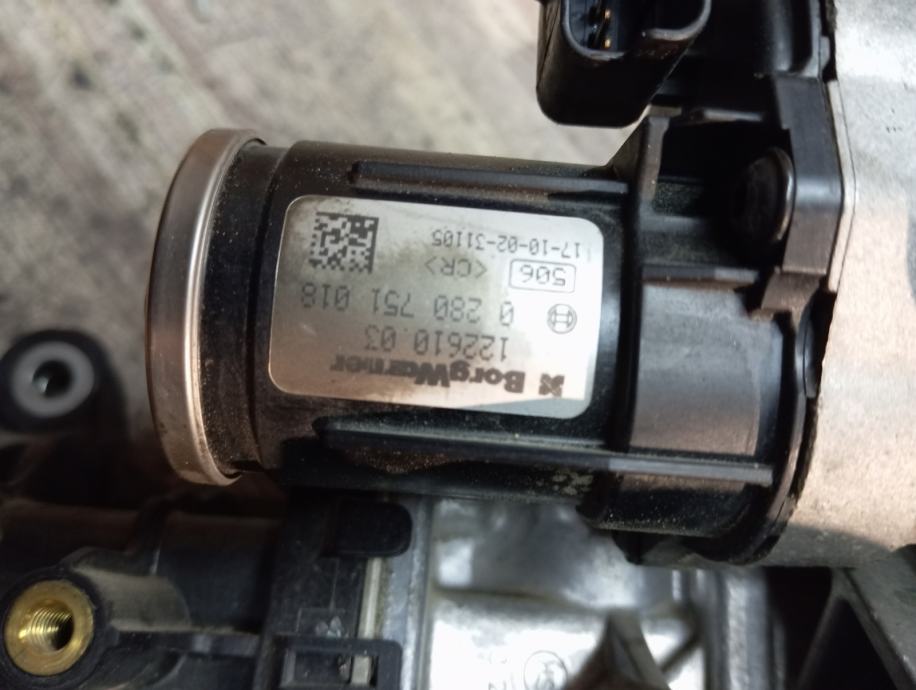 BorgWarner
122610.03
0 280 751 018
506 <CR>
17-10-02-31105